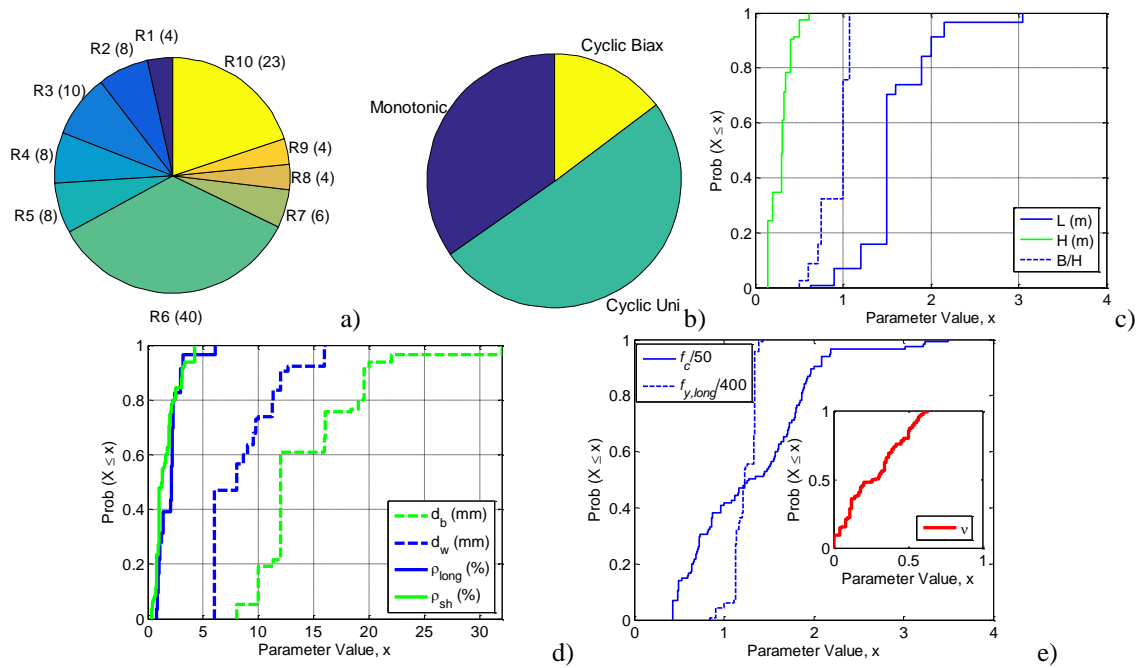 R1 (4)
R2 (8)
R3 (10)
R4 (8)
R5 (8)
R6 (40)
R7 (6)
R8 (4)
R9 (4)
R10 (23)
a)
Cyclic Biax
Monotonic
Cyclic Uni
b)
Prob (X ≤ x)
1
0.8
0.6
0.4
0.2
0
0 1 2 3 4
L (m)
H (m)
B/H
Parameter Value, x
c)
Prob (X ≤ x)
1
0.8
0.6
0.4
0.2
0
0 5 10 15 20 25 30
d_b (mm)
d_w (mm)
ρ_long (%)
ρ_sh (%)
Parameter Value, x
d)
Prob (X ≤ x)
1
0.8
0.6
0.4
0.2
0
0 1 2 3 4
f_c/50
f_y,long/400
Parameter Value, x
Prob (X ≤ x)
1
0.5
0
0 0.5 1
ν
Parameter Value, x
e)